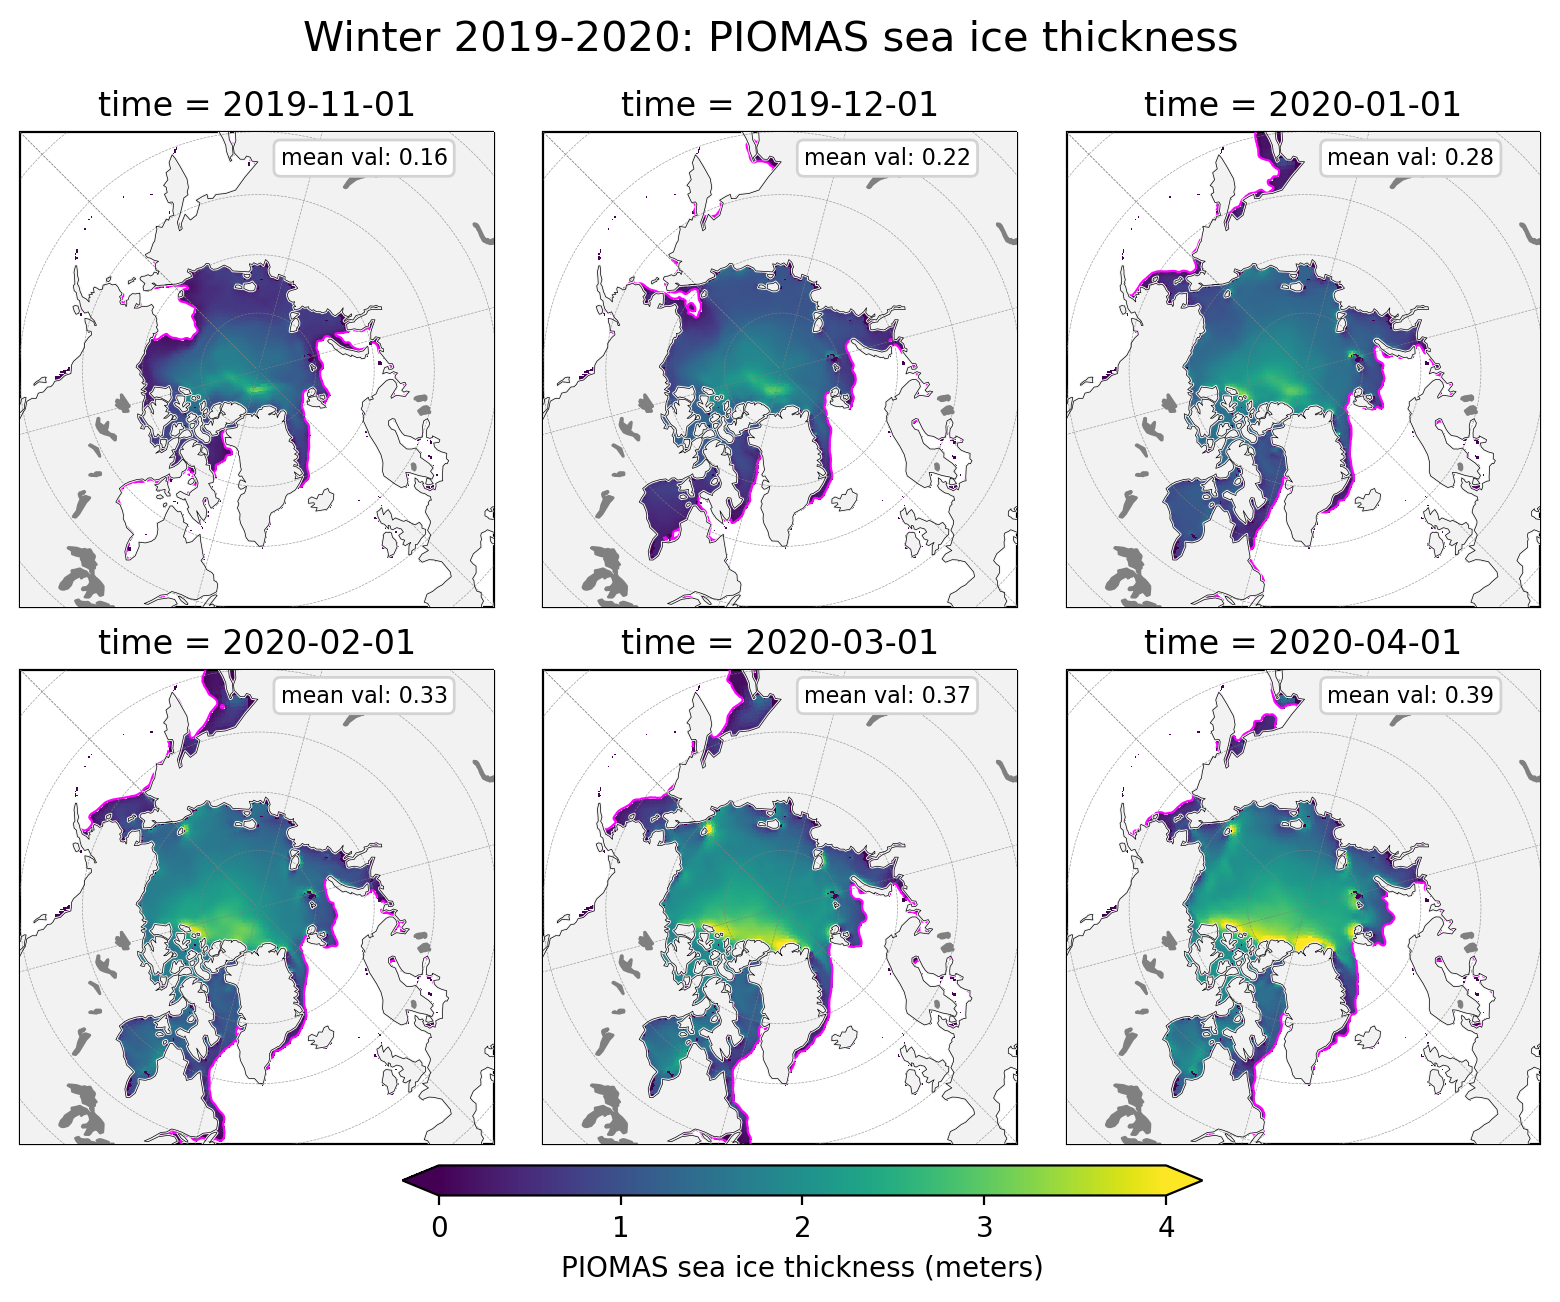 Winter 2019-2020: PIOMAS sea ice thickness
time = 2019-11-01
time = 2019-12-01
time = 2020-01-01
mean val: 0.16
mean val: 0.22
mean val: 0.28
time = 2020-02-01
time = 2020-03-01
time = 2020-04-01
mean val: 0.33
mean val: 0.37
mean val: 0.39
0 1 2 3 4
PIOMAS sea ice thickness (meters)